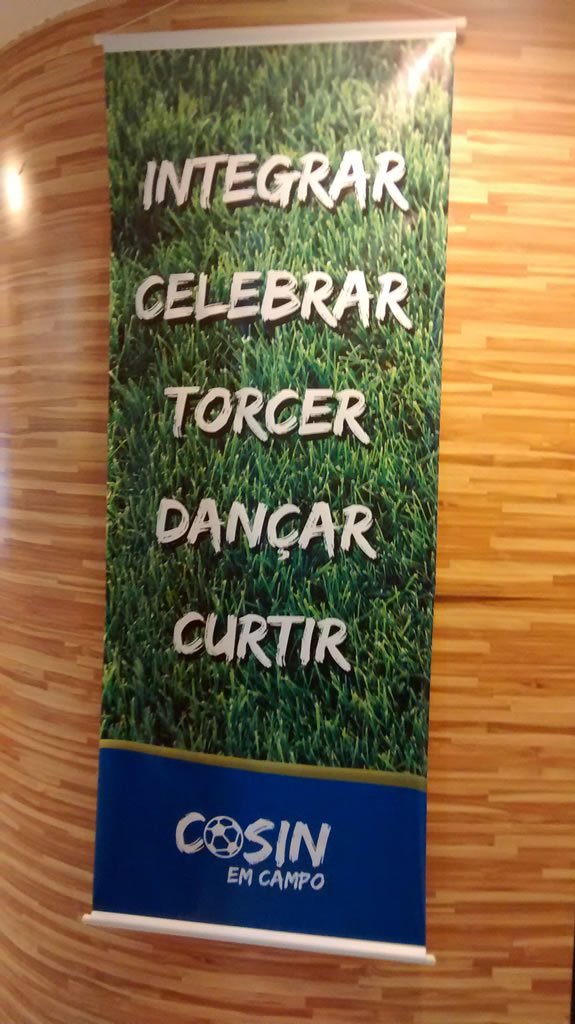 INTEGRAR
CELEBRAR
TORCER
DANÇAR
CURTIR
COSIN
EM CAMPO